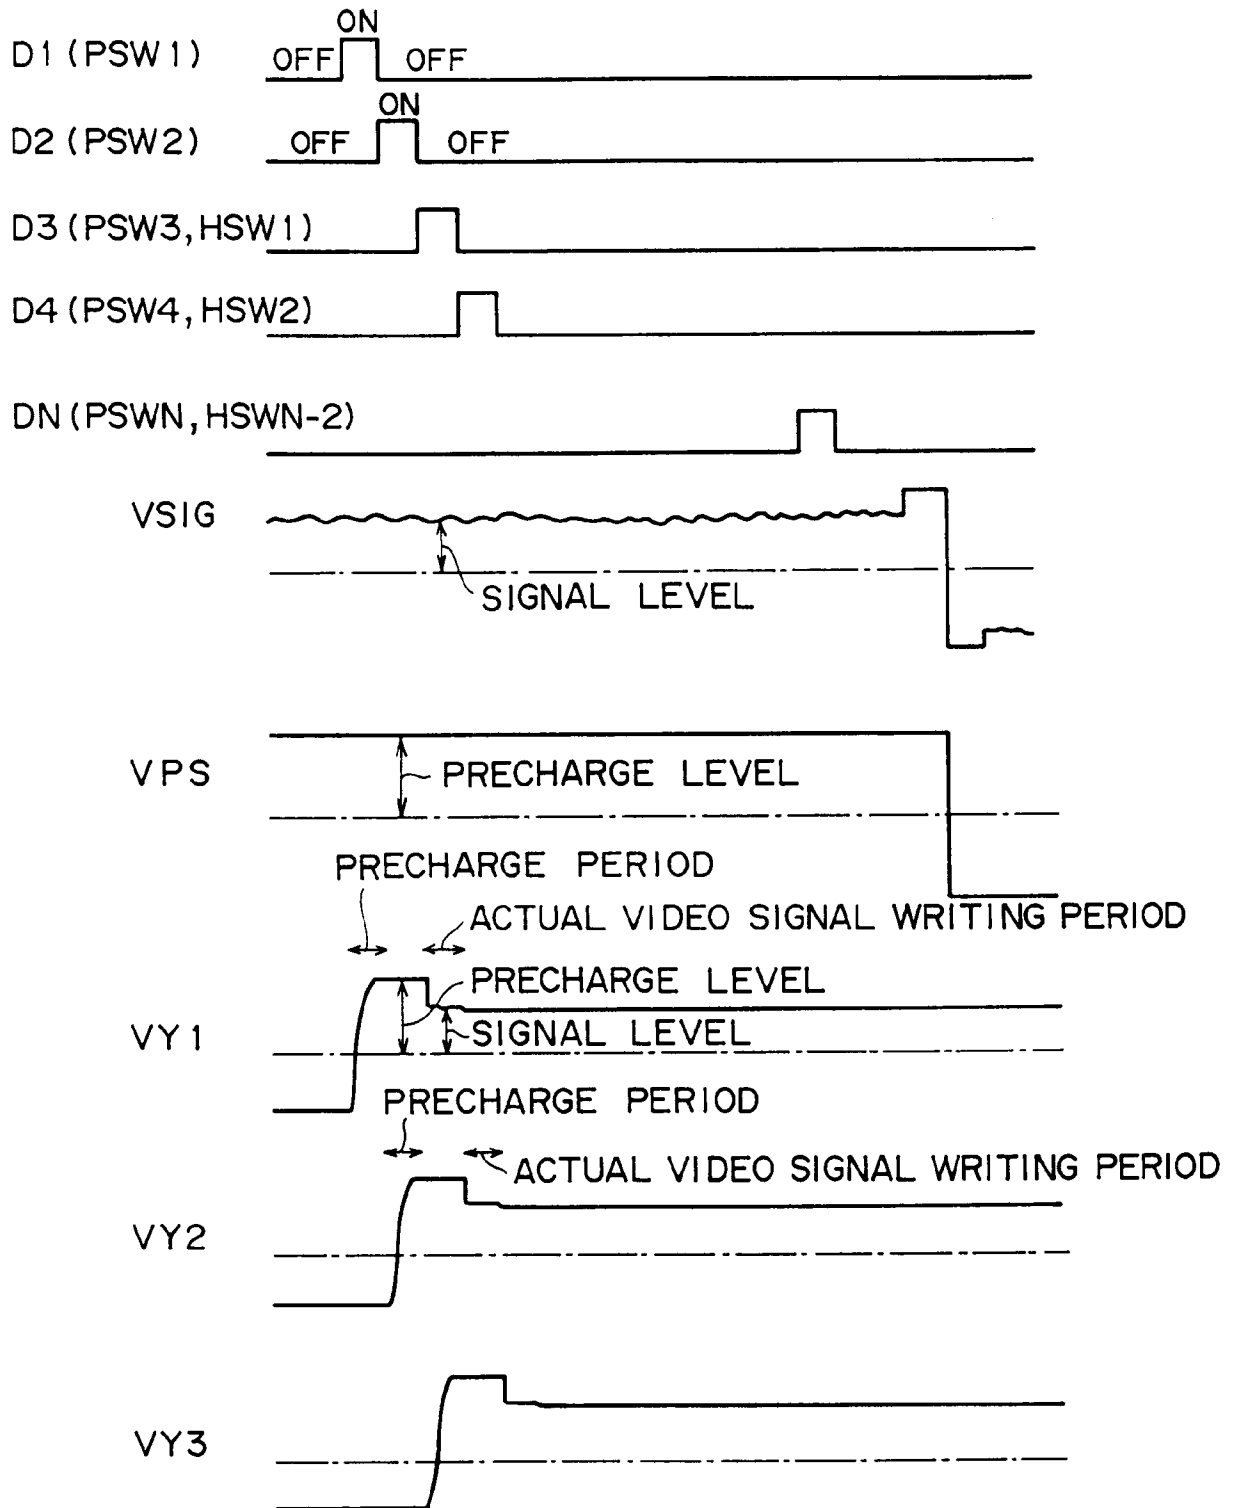 ON
D1 (PSW1) OFF OFF
ON
D2 (PSW2) OFF OFF
D3 (PSW3, HSW1)
D4 (PSW4, HSW2)
DN (PSWN, HSWN-2)
VSIG
SIGNAL LEVEL
VPS PRECHARGE LEVEL
PRECHARGE PERIOD
ACTUAL VIDEO SIGNAL WRITING PERIOD
PRECHARGE LEVEL
VY1 SIGNAL LEVEL
PRECHARGE PERIOD
ACTUAL VIDEO SIGNAL WRITING PERIOD
VY2
VY3